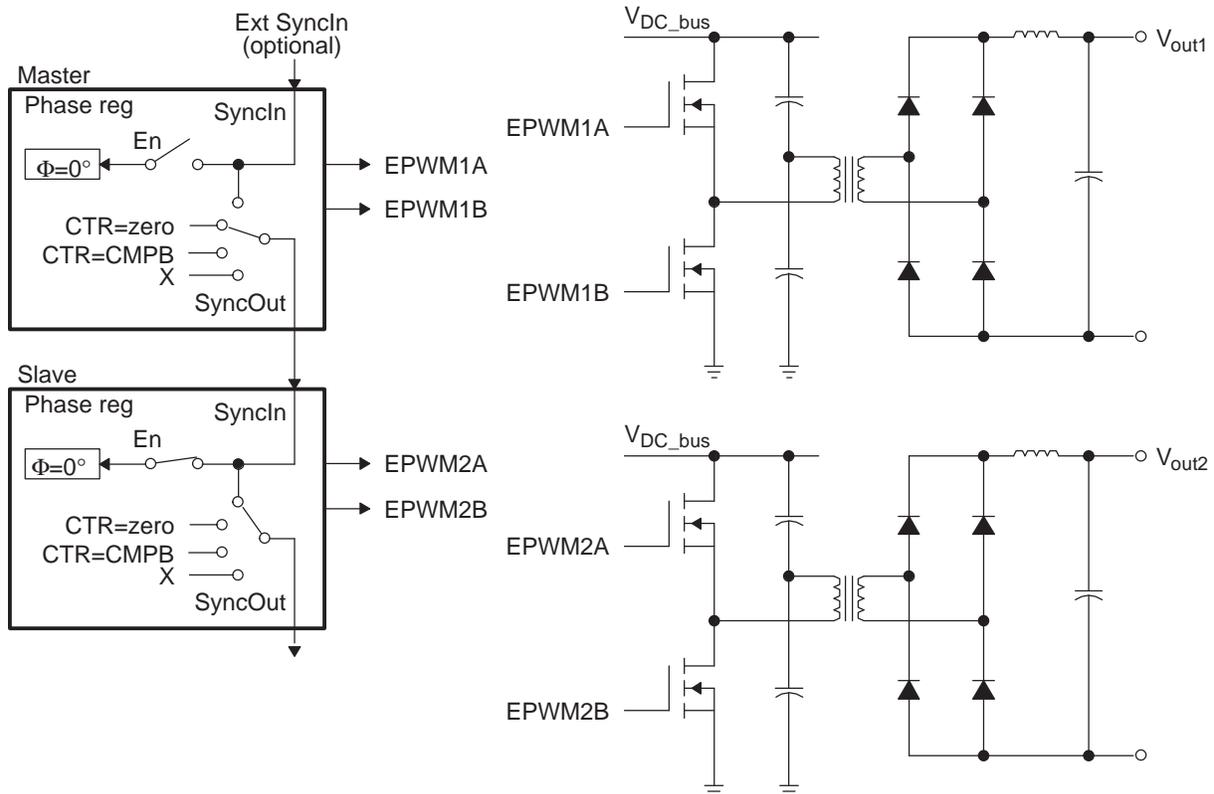 Ext SyncIn
(optional)
Master
Phase reg
SyncIn
En
Φ=0°
EPWM1A
EPWM1B
CTR=zero
CTR=CMPB
X
SyncOut
Slave
Phase reg
SyncIn
En
Φ=0°
EPWM2A
EPWM2B
CTR=zero
CTR=CMPB
X
SyncOut
VDC_bus
Vout1
EPWM1A
EPWM1B
VDC_bus
Vout2
EPWM2A
EPWM2B